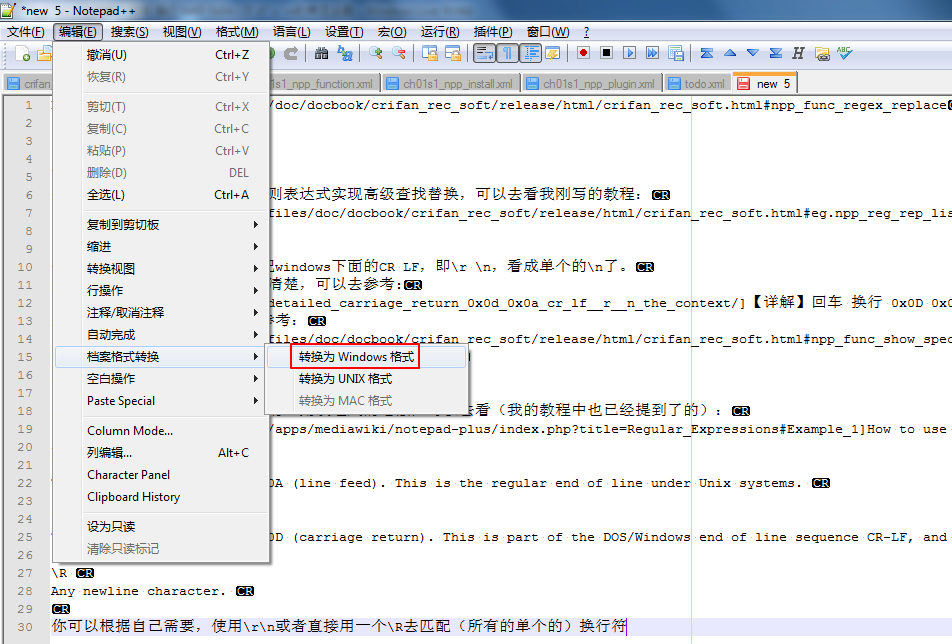 *new 5 - Notepad++
文件(F) 编辑(E) 搜索(S) 视图(V) 格式(M) 语言(L) 设置(T) 宏(O) 运行(R) 插件(P) 窗口(W) ?
crifan ch01s1_npp_install.xml ch01s1_npp_plugin.xml todo.xml new 5
撤消(U) Ctrl+Z
恢复(R) Ctrl+Y
剪切(T) Ctrl+X
复制(C) Ctrl+C
粘贴(P) Ctrl+V
删除(D) DEL
全选(L) Ctrl+A
复制到剪切板
缩进
转换视图
行操作
注释/取消注释
自动完成
档案格式转换
空白操作
Paste Special
Column Mode...
列编辑... Alt+C
Character Panel
Clipboard History
设为只读
清除只读标记
转换为 Windows 格式
转换为 UNIX 格式
转换为 MAC 格式
1 /doc/docbook/crifan_rec_soft/release/html/crifan_rec_soft.html#npp_func_regex_replace
2
3
4
5
6 则表达式实现高级查找替换，可以去看我刚写的教程：CR
7 files/doc/docbook/crifan_rec_soft/release/html/crifan_rec_soft.html#eg.npp_reg_rep_lis
8
9
10 windows下面的CR LF，即\r \n，看成单个的\n了。CR
11 清楚，可以去参考:CR
12 detailed_carriage_return_0x0d_0x0a_cr_lf__r__n_the_context/]【详解】回车 换行 0x0D 0x0
13 考：CR
14 files/doc/docbook/crifan_rec_soft/release/html/crifan_rec_soft.html#npp_func_show_spec
15
16
17
18 去看（我的教程中也已经提到了的）：CR
19 /apps/mediawiki/notepad-plus/index.php?title=Regular_Expressions#Example_1]How to use
20
21
22 0A (line feed). This is the regular end of line under Unix systems. CR
23
24
25 0D (carriage return). This is part of the DOS/Windows end of line sequence CR-LF, and
26
27 \R CR
28 Any newline character. CR
29 CR
30 你可以根据自己需要，使用\r\n或者直接用一个\R去匹配（所有的单个的）换行符